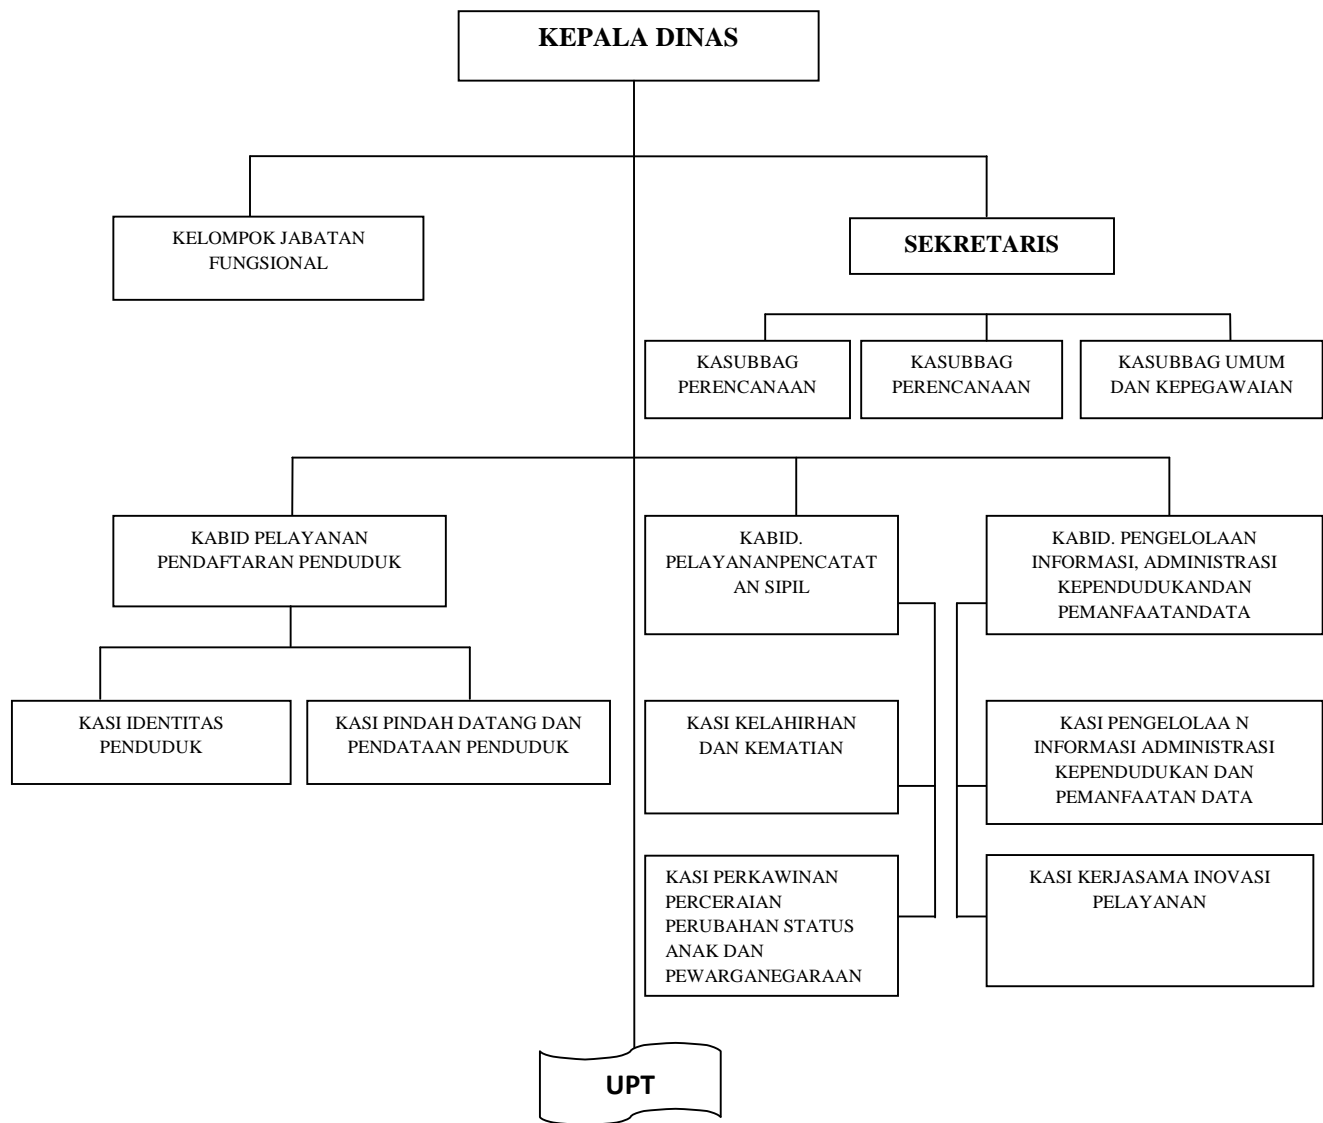 KEPALA DINAS
KELOMPOK JABATAN
FUNGSIONAL
SEKRETARIS
KASUBBAG
PERENCANAAN
KASUBBAG
PERENCANAAN
KASUBBAG UMUM
DAN KEPEGAWAIAN
KABID PELAYANAN
PENDAFTARAN PENDUDUK
KABID.
PELAYANANPENCATAT
AN SIPIL
KABID. PENGELOLAAN
INFORMASI, ADMINISTRASI
KEPENDUDUKANDAN
PEMANFAATANDATA
KASI IDENTITAS
PENDUDUK
KASI PINDAH DATANG DAN
PENDATAAN PENDUDUK
KASI KELAHIRHAN
DAN KEMATIAN
KASI PENGELOLAA N
INFORMASI ADMINISTRASI
KEPENDUDUKAN DAN
PEMANFAATAN DATA
KASI PERKAWINAN
PERCERAIAN
PERUBAHAN STATUS
ANAK DAN
PEWARGANEGARAAN
KASI KERJASAMA INOVASI
PELAYANAN
UPT